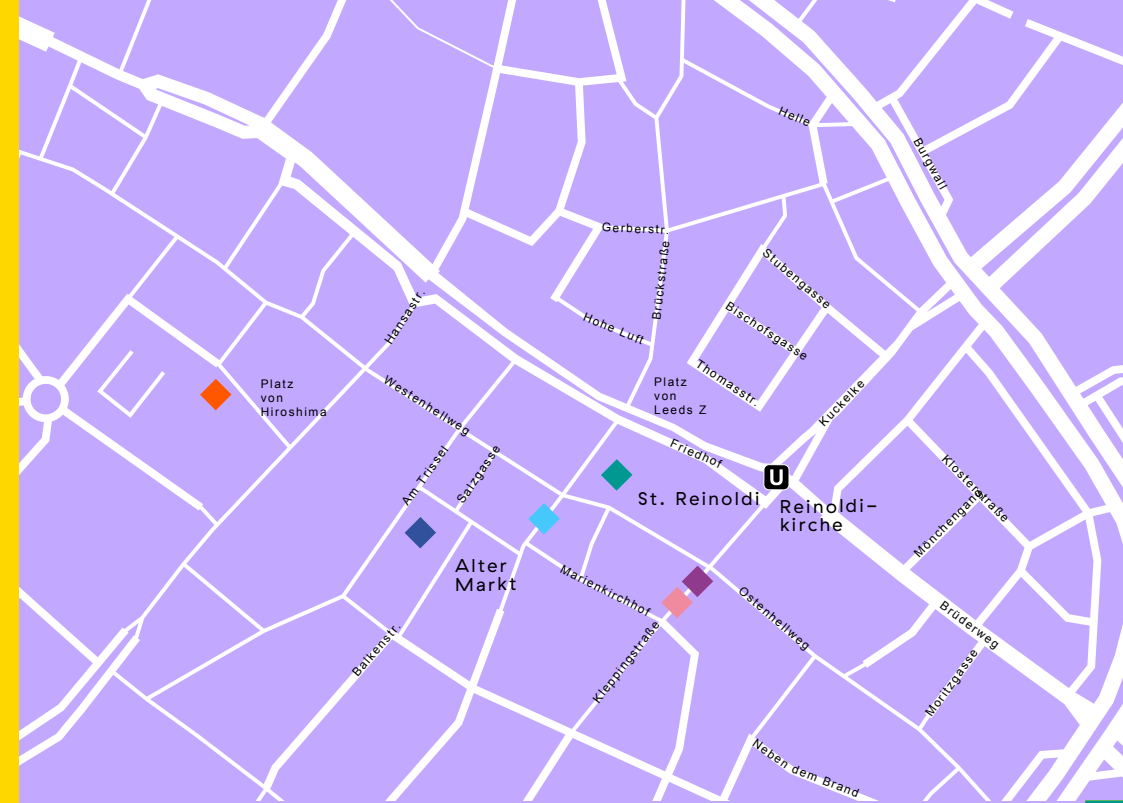 Helle
Burgwall
Gerberstr.
Brückstraße
Stubengasse
Hansastr.
Hohe Luft
Bischofsgasse
Thomasstr.
Platz
von
Hiroshima
Westenhellweg
Platz
von
Leeds Z
Kuckelke
Friedhof
Am Trissel
Salzgasse
U
St. Reinoldi
Reinoldi–
kirche
Klosterstraße
Mönchengang
Alter
Markt
Marienkirchhof
Ostenhellweg
Brüderweg
Balkenstr.
Kleppingstraße
Moritzgasse
Neben dem Brand